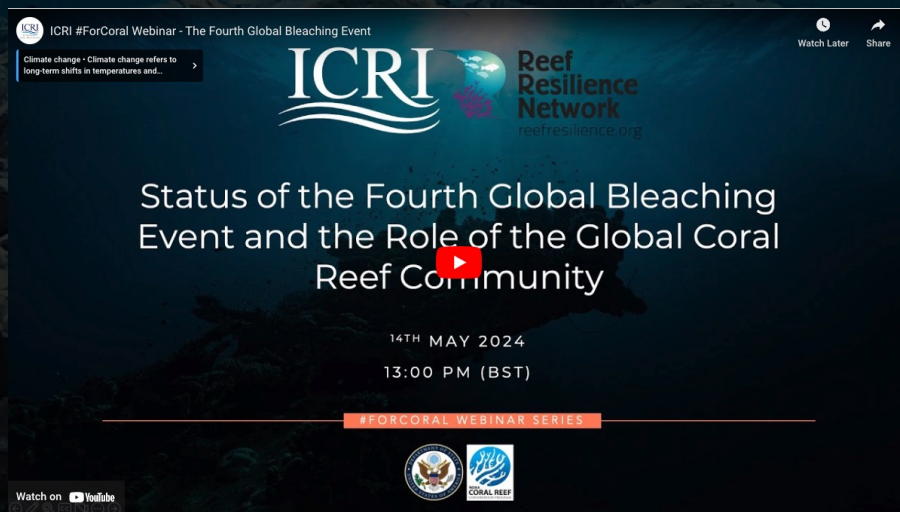 ICRI #ForCoral Webinar - The Fourth Global Bleaching Event
Watch Later
Share
Climate change • Climate change refers to
long-term shifts in temperatures and...
ICRI
Reef
Resilience
Network
reefresilience.org
Status of the Fourth Global Bleaching
Event and the Role of the Global Coral
Reef Community
14TH MAY 2024
13:00 PM (BST)
#FORCORAL WEBINAR SERIES
CORAL REEF
Watch on YouTube